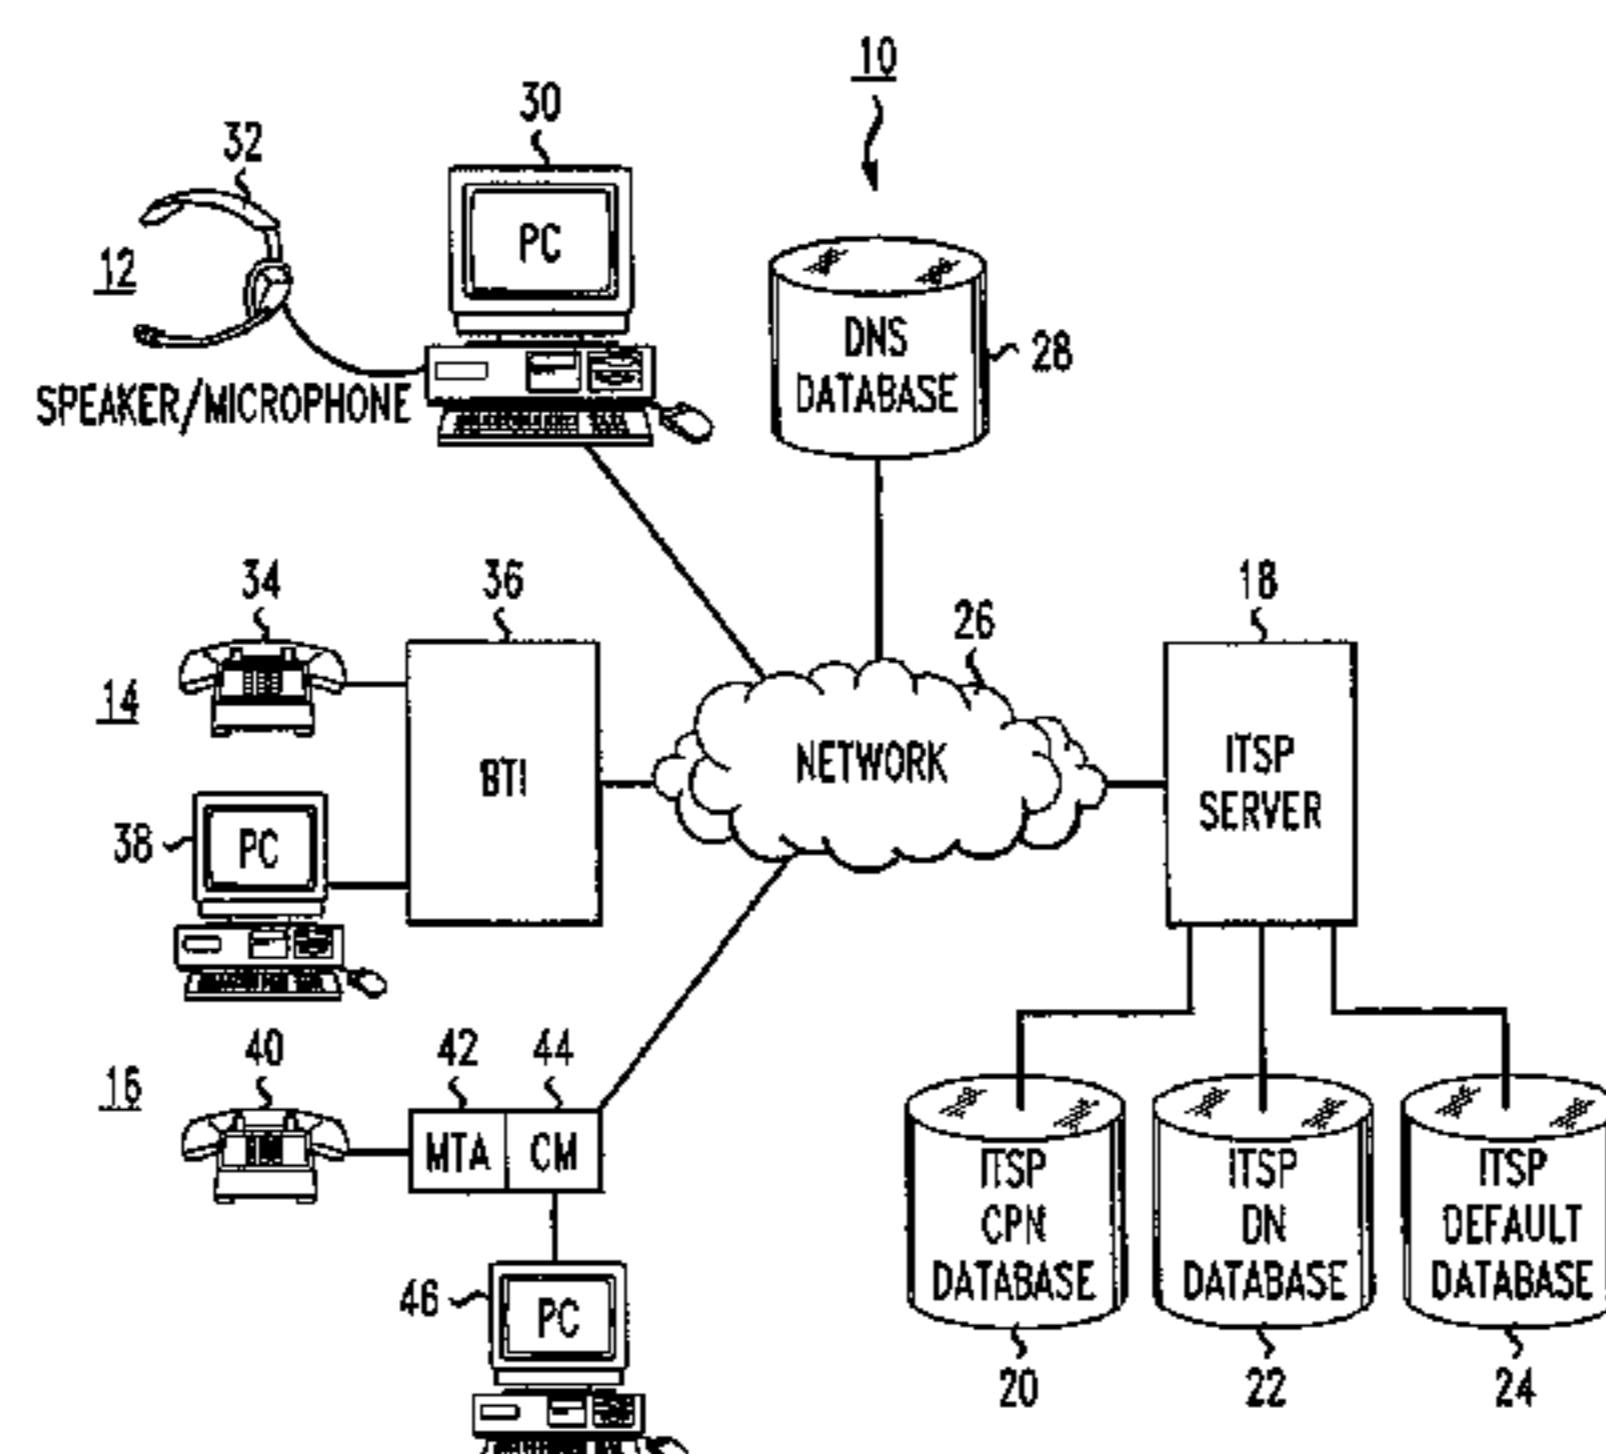 10
30
32
PC
12
DNS
DATABASE
28
SPEAKER/MICROPHONE
34
36
18
26
14
BTI
NETWORK
ITSP
SERVER
38
PC
40
42
44
16
MTA
CM
ITSP
CPN
DATABASE
ITSP
DN
DATABASE
ITSP
DEFAULT
DATABASE
46
PC
20
22
24